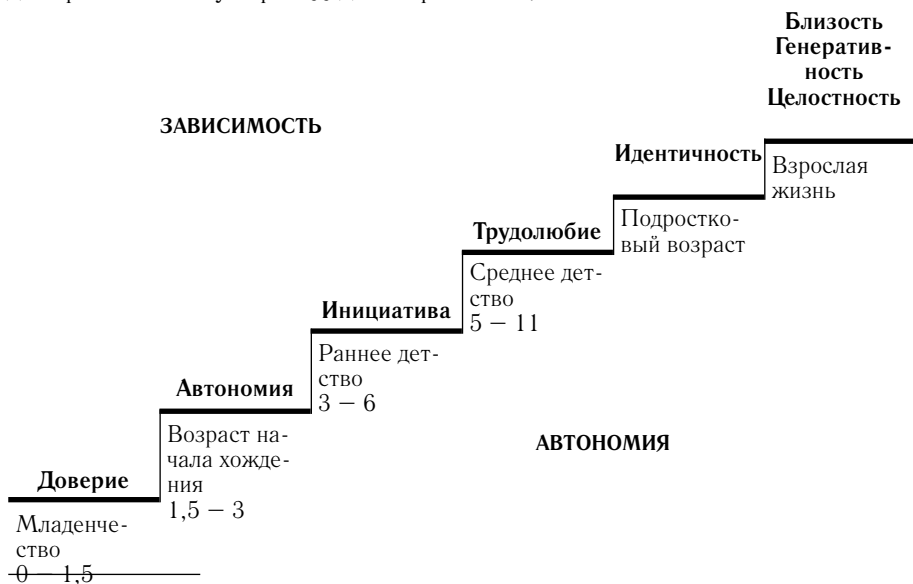 Близость
Генератив-
ность
Целостность
ЗАВИСИМОСТЬ
Идентичность
Взрослая
жизнь
Трудолюбие
Подростко-
вый возраст
Инициатива
Среднее дет-
ство
5 – 11
Автономия
Раннее дет-
ство
3 – 6
АВТОНОМИЯ
Доверие
Возраст на-
чала хожде-
ния
1,5 – 3
Младенче-
ство
0 – 1,5